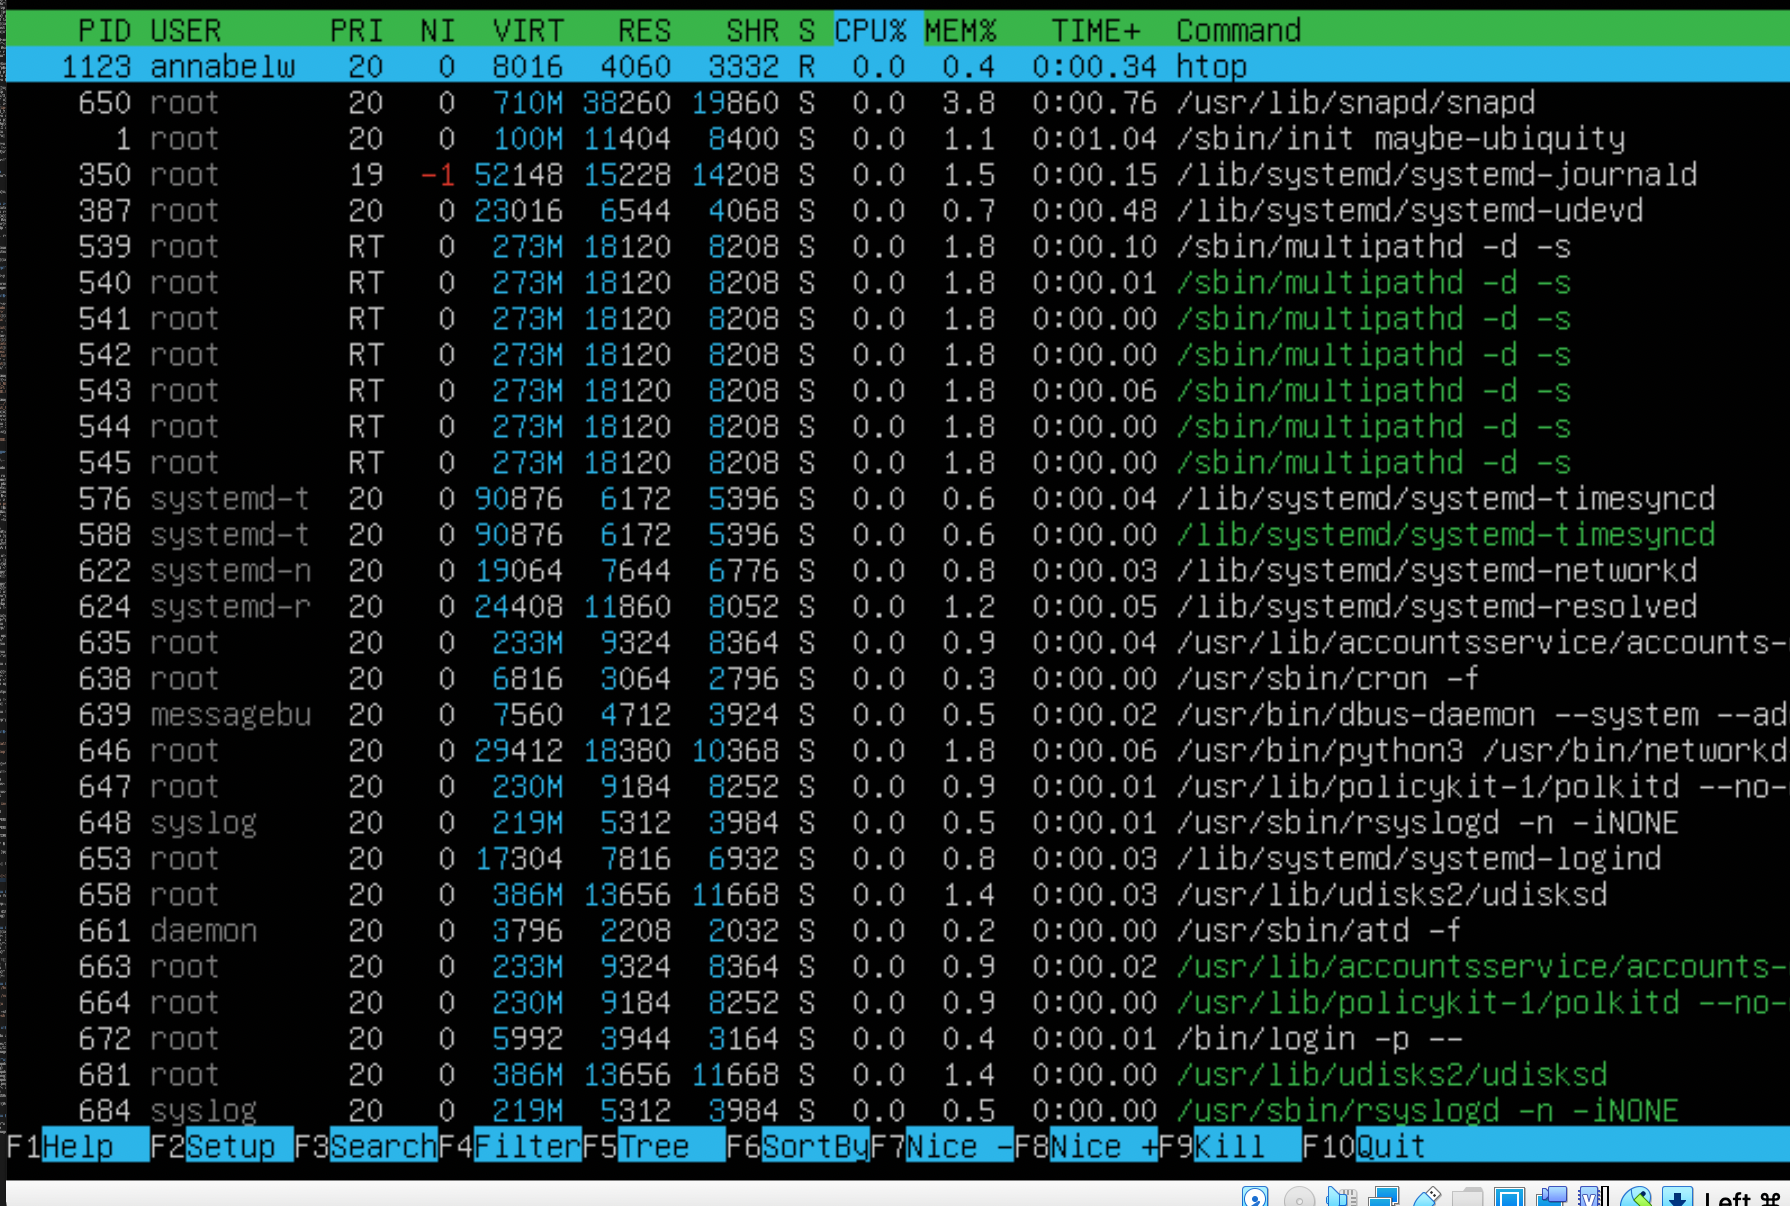 PID USER PRI NI VIRT RES SHR S CPU% MEM% TIME+ Command
1123 annabelw 20 0 8016 4060 3332 R 0.0 0.4 0:00.34 htop
650 root 20 0 710M 38260 19860 S 0.0 3.8 0:00.76 /usr/lib/snapd/snapd
1 root 20 0 100M 11404 8400 S 0.0 1.1 0:01.04 /sbin/init maybe-ubiquity
350 root 19 -1 52148 15228 14208 S 0.0 1.5 0:00.15 /lib/systemd/systemd-journald
387 root 20 0 23016 6544 4068 S 0.0 0.7 0:00.48 /lib/systemd/systemd-udevd
539 root RT 0 273M 18120 8208 S 0.0 1.8 0:00.10 /sbin/multipathd -d -s
540 root RT 0 273M 18120 8208 S 0.0 1.8 0:00.01 /sbin/multipathd -d -s
541 root RT 0 273M 18120 8208 S 0.0 1.8 0:00.00 /sbin/multipathd -d -s
542 root RT 0 273M 18120 8208 S 0.0 1.8 0:00.00 /sbin/multipathd -d -s
543 root RT 0 273M 18120 8208 S 0.0 1.8 0:00.06 /sbin/multipathd -d -s
544 root RT 0 273M 18120 8208 S 0.0 1.8 0:00.00 /sbin/multipathd -d -s
545 root RT 0 273M 18120 8208 S 0.0 1.8 0:00.00 /sbin/multipathd -d -s
576 systemd-t 20 0 90876 6172 5396 S 0.0 0.6 0:00.04 /lib/systemd/systemd-timesyncd
588 systemd-t 20 0 90876 6172 5396 S 0.0 0.6 0:00.00 /lib/systemd/systemd-timesyncd
622 systemd-n 20 0 19064 7644 6776 S 0.0 0.8 0:00.03 /lib/systemd/systemd-networkd
624 systemd-r 20 0 24408 11860 8052 S 0.0 1.2 0:00.05 /lib/systemd/systemd-resolved
635 root 20 0 233M 9324 8364 S 0.0 0.9 0:00.04 /usr/lib/accountsservice/accounts-
638 root 20 0 6816 3064 2796 S 0.0 0.3 0:00.00 /usr/sbin/cron -f
639 messagebu 20 0 7560 4712 3924 S 0.0 0.5 0:00.02 /usr/bin/dbus-daemon --system --ad
646 root 20 0 29412 18380 10368 S 0.0 1.8 0:00.06 /usr/bin/python3 /usr/bin/networkd
647 root 20 0 230M 9184 8252 S 0.0 0.9 0:00.01 /usr/lib/policykit-1/polkitd --no-
648 syslog 20 0 219M 5312 3984 S 0.0 0.5 0:00.01 /usr/sbin/rsyslogd -n -iNONE
653 root 20 0 17304 7816 6932 S 0.0 0.8 0:00.03 /lib/systemd/systemd-logind
658 root 20 0 386M 13656 11668 S 0.0 1.4 0:00.03 /usr/lib/udisks2/udisksd
661 daemon 20 0 3796 2208 2032 S 0.0 0.2 0:00.00 /usr/sbin/atd -f
663 root 20 0 233M 9324 8364 S 0.0 0.9 0:00.02 /usr/lib/accountsservice/accounts-
664 root 20 0 230M 9184 8252 S 0.0 0.9 0:00.00 /usr/lib/policykit-1/polkitd --no-
672 root 20 0 5992 3944 3164 S 0.0 0.4 0:00.01 /bin/login -p --
681 root 20 0 386M 13656 11668 S 0.0 1.4 0:00.00 /usr/lib/udisks2/udisksd
684 syslog 20 0 219M 5312 3984 S 0.0 0.5 0:00.00 /usr/sbin/rsyslogd -n -iNONE
F1Help F2Setup F3SearchF4FilterF5Tree F6SortByF7Nice -F8Nice +F9Kill F10Quit
Left ⌘